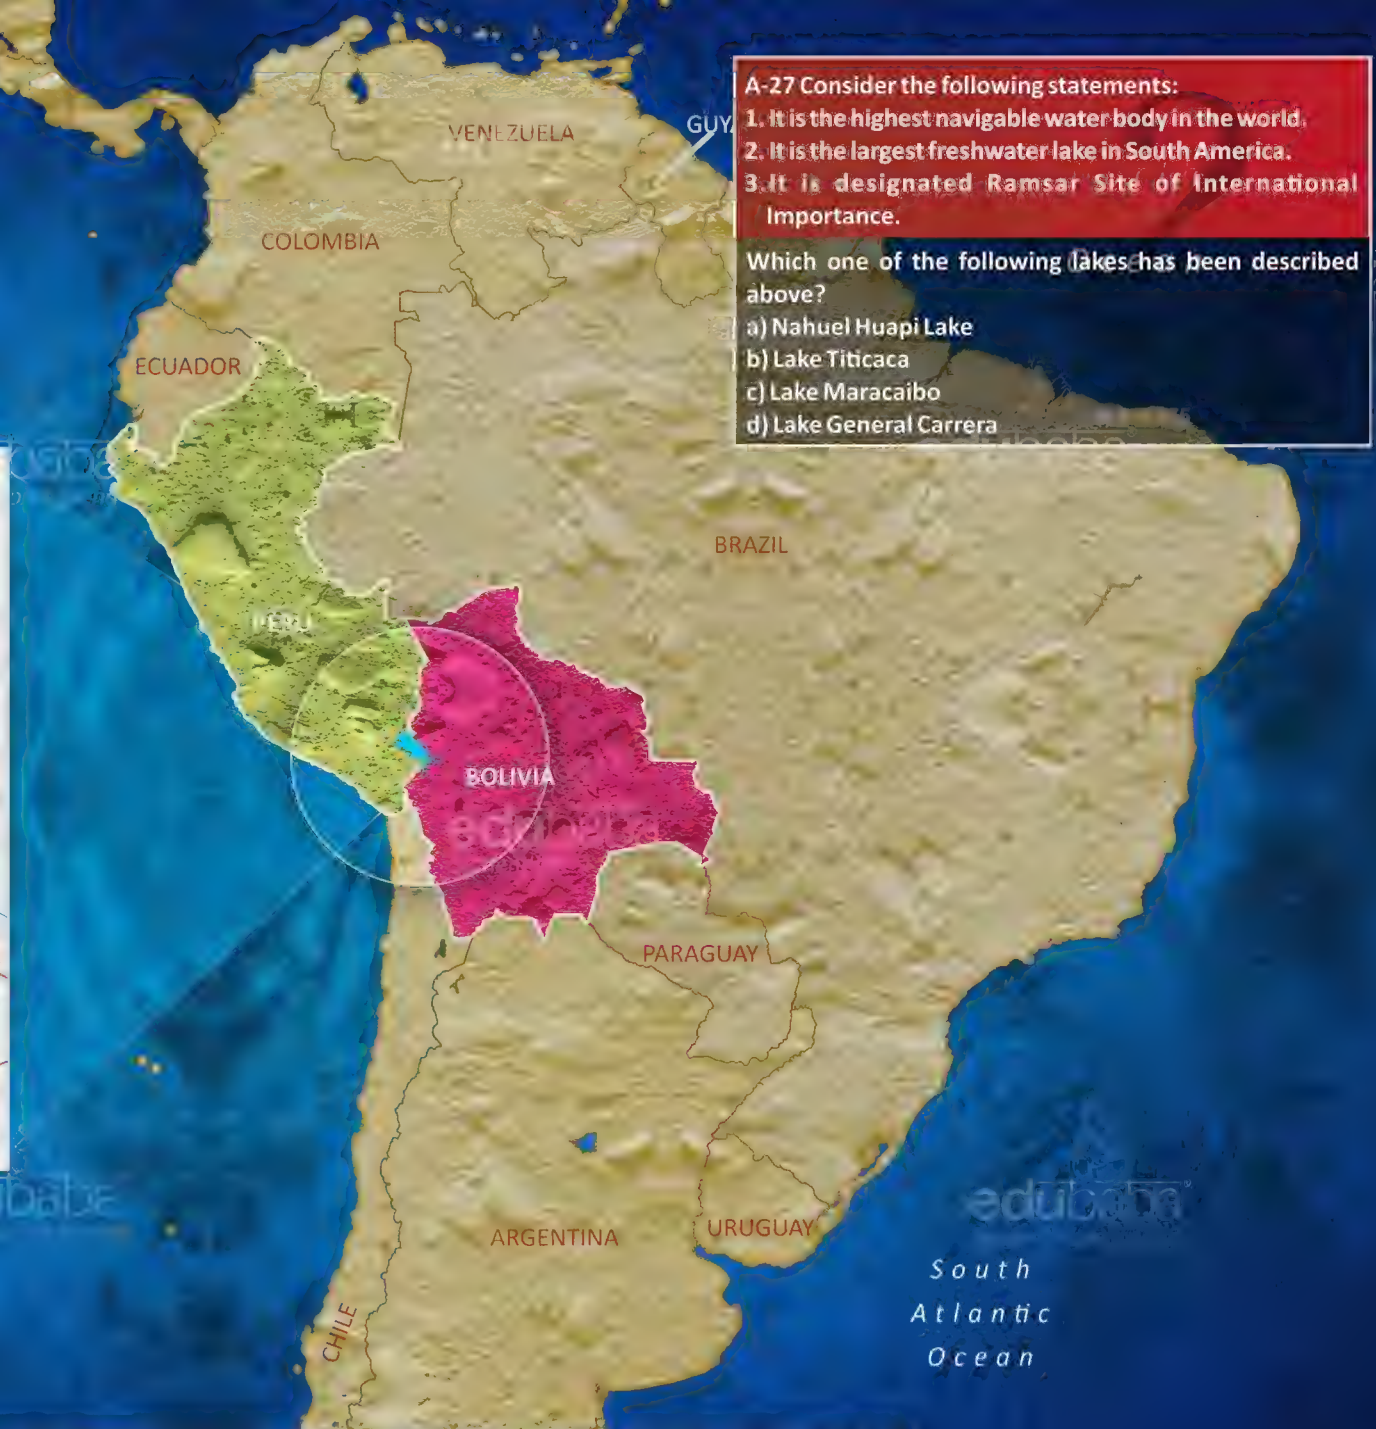 A-27 Consider the following statements:
1. It is the highest navigable water body in the world.
2. It is the largest freshwater lake in South America.
3. It is designated Ramsar Site of International
Importance.
Which one of the following lakes has been described
above?
a) Nahuel Huapi Lake
b) Lake Titicaca
c) Lake Maracaibo
d) Lake General Carrera
VENEZUELA
GUY
COLOMBIA
ECUADOR
BRAZIL
PERU
BOLIVIA
edubaba
PARAGUAY
edubaba
ARGENTINA
URUGUAY
South
Atlantic
Ocean
CHILE